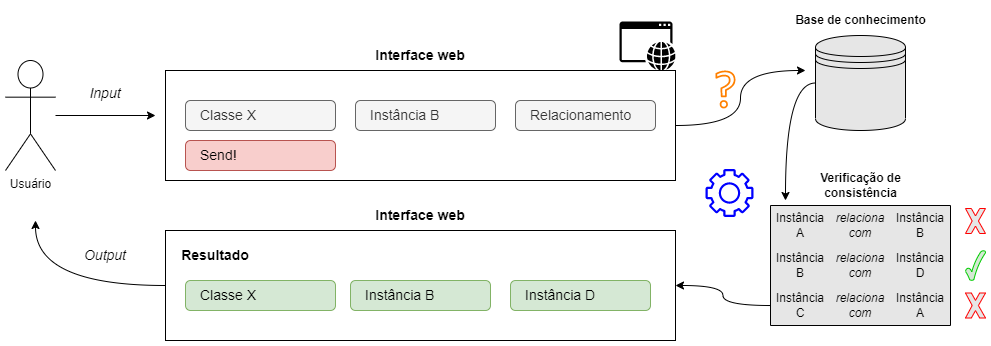 Base de conhecimento
Interface web
Input
Classe X
Instância B
Relacionamento
Send!
?
Usuário
Verificação de
consistência
Interface web
Instância
A
relaciona
com
Instância
B
X
Output
Resultado
Instância
B
relaciona
com
Instância
D
Classe X
Instância B
Instância D
Instância
C
relaciona
com
Instância
A
X